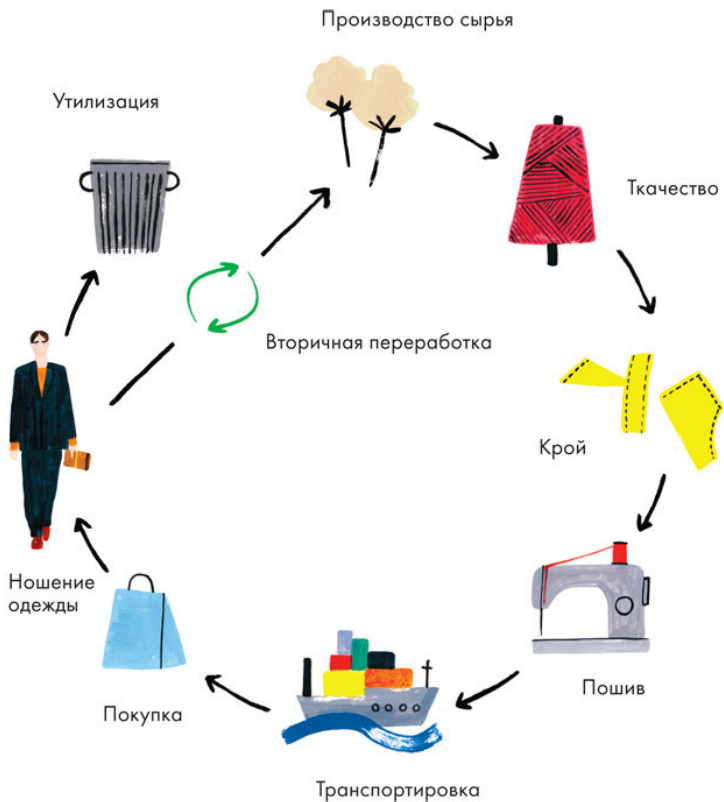 Производство сырья
Утилизация
Ткачество
Вторичная переработка
Крой
Ношение
одежды
Пошив
Покупка
Транспортировка